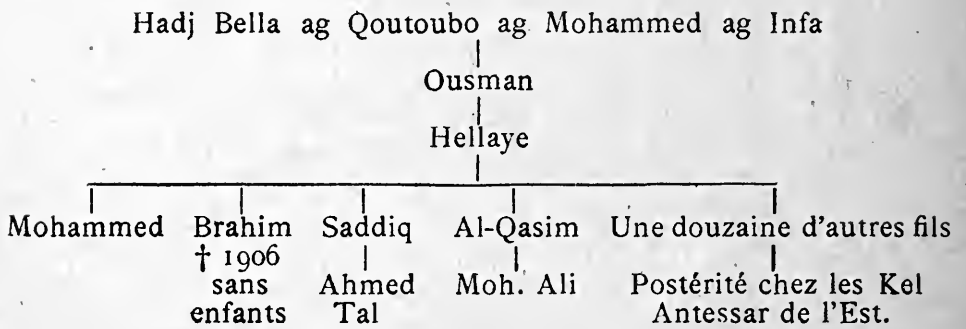 Hadj Bella ag Qoutoubo ag Mohammed ag Infa
Ousman
Hellaye
Mohammed Brahim Saddiq Al-Qasim Une douzaine d'autres fils
† 1906
sans Ahmed Moh. Ali Postérité chez les Kel
enfants Tal Antessar de l'Est.